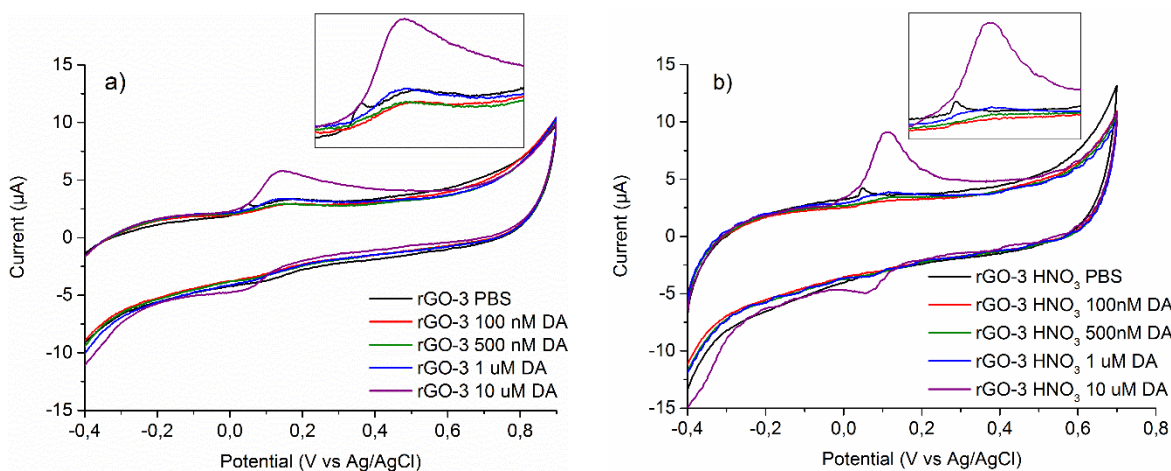 a)
15
10
5
0
-5
-10
-15
Current (µA)
-0,4
-0,2
0,0
0,2
0,4
0,6
0,8
Potential (V vs Ag/AgCl)
rGO-3 PBS
rGO-3 100 nM DA
rGO-3 500 nM DA
rGO-3 1 uM DA
rGO-3 10 uM DA
b)
15
10
5
0
-5
-10
-15
Current (µA)
-0,4
-0,2
0,0
0,2
0,4
0,6
0,8
Potential (V vs Ag/AgCl)
rGO-3 HNO₃ PBS
rGO-3 HNO₃ 100nM DA
rGO-3 HNO₃ 500nM DA
rGO-3 HNO₃ 1 uM DA
rGO-3 HNO₃ 10 uM DA